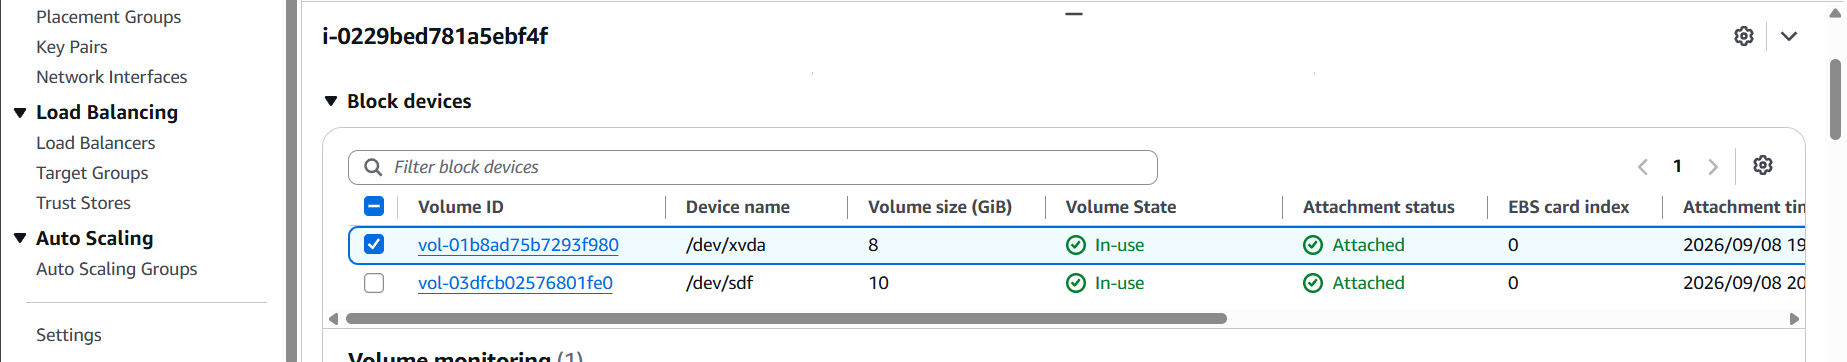 Placement Groups
Key Pairs
Network Interfaces
Load Balancing
Load Balancers
Target Groups
Trust Stores
Auto Scaling
Auto Scaling Groups
Settings
i-0229bed781a5ebf4f
Block devices
Filter block devices
1
Volume ID Device name Volume size (GiB) Volume State Attachment status EBS card index Attachment tin
vol-01b8ad75b7293f980 /dev/xvda 8 In-use Attached 0 2026/09/08 19
vol-03dfcb02576801fe0 /dev/sdf 10 In-use Attached 0 2026/09/08 20
Volume monitoring (1)